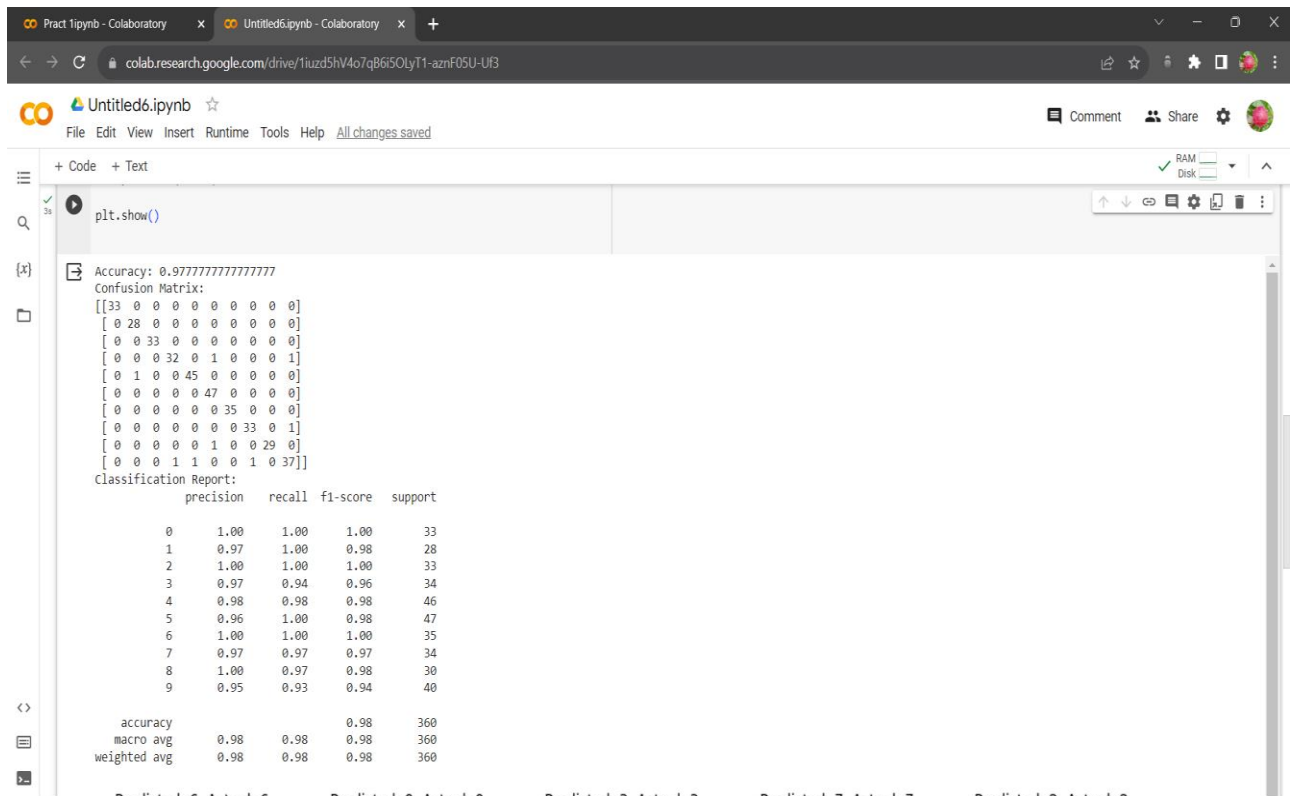 Pract 1ipynb - Colaboratory
Untitled6.ipynb - Colaboratory
colab.research.google.com/drive/1iuzd5hV4o7qB6i5OLyT1-aznF05U-Uf3
Untitled6.ipynb
Comment Share
File Edit View Insert Runtime Tools Help All changes saved
+ Code + Text
RAM
Disk
3s
plt.show()
{x}
Accuracy: 0.9777777777777777
Confusion Matrix:
[[33 0 0 0 0 0 0 0 0 0]
[ 0 28 0 0 0 0 0 0 0 0]
[ 0 0 33 0 0 0 0 0 0 0]
[ 0 0 0 32 0 1 0 0 0 1]
[ 0 1 0 0 45 0 0 0 0 0]
[ 0 0 0 0 0 47 0 0 0 0]
[ 0 0 0 0 0 0 35 0 0 0]
[ 0 0 0 0 0 0 0 33 0 1]
[ 0 0 0 0 0 1 0 0 29 0]
[ 0 0 0 1 1 0 0 1 0 37]]
Classification Report:
precision recall f1-score support
0 1.00 1.00 1.00 33
1 0.97 1.00 0.98 28
2 1.00 1.00 1.00 33
3 0.97 0.94 0.96 34
4 0.98 0.98 0.98 46
5 0.96 1.00 0.98 47
6 1.00 1.00 1.00 35
7 0.97 0.97 0.97 34
8 1.00 0.97 0.98 30
9 0.95 0.93 0.94 40
accuracy 0.98 360
macro avg 0.98 0.98 0.98 360
weighted avg 0.98 0.98 0.98 360